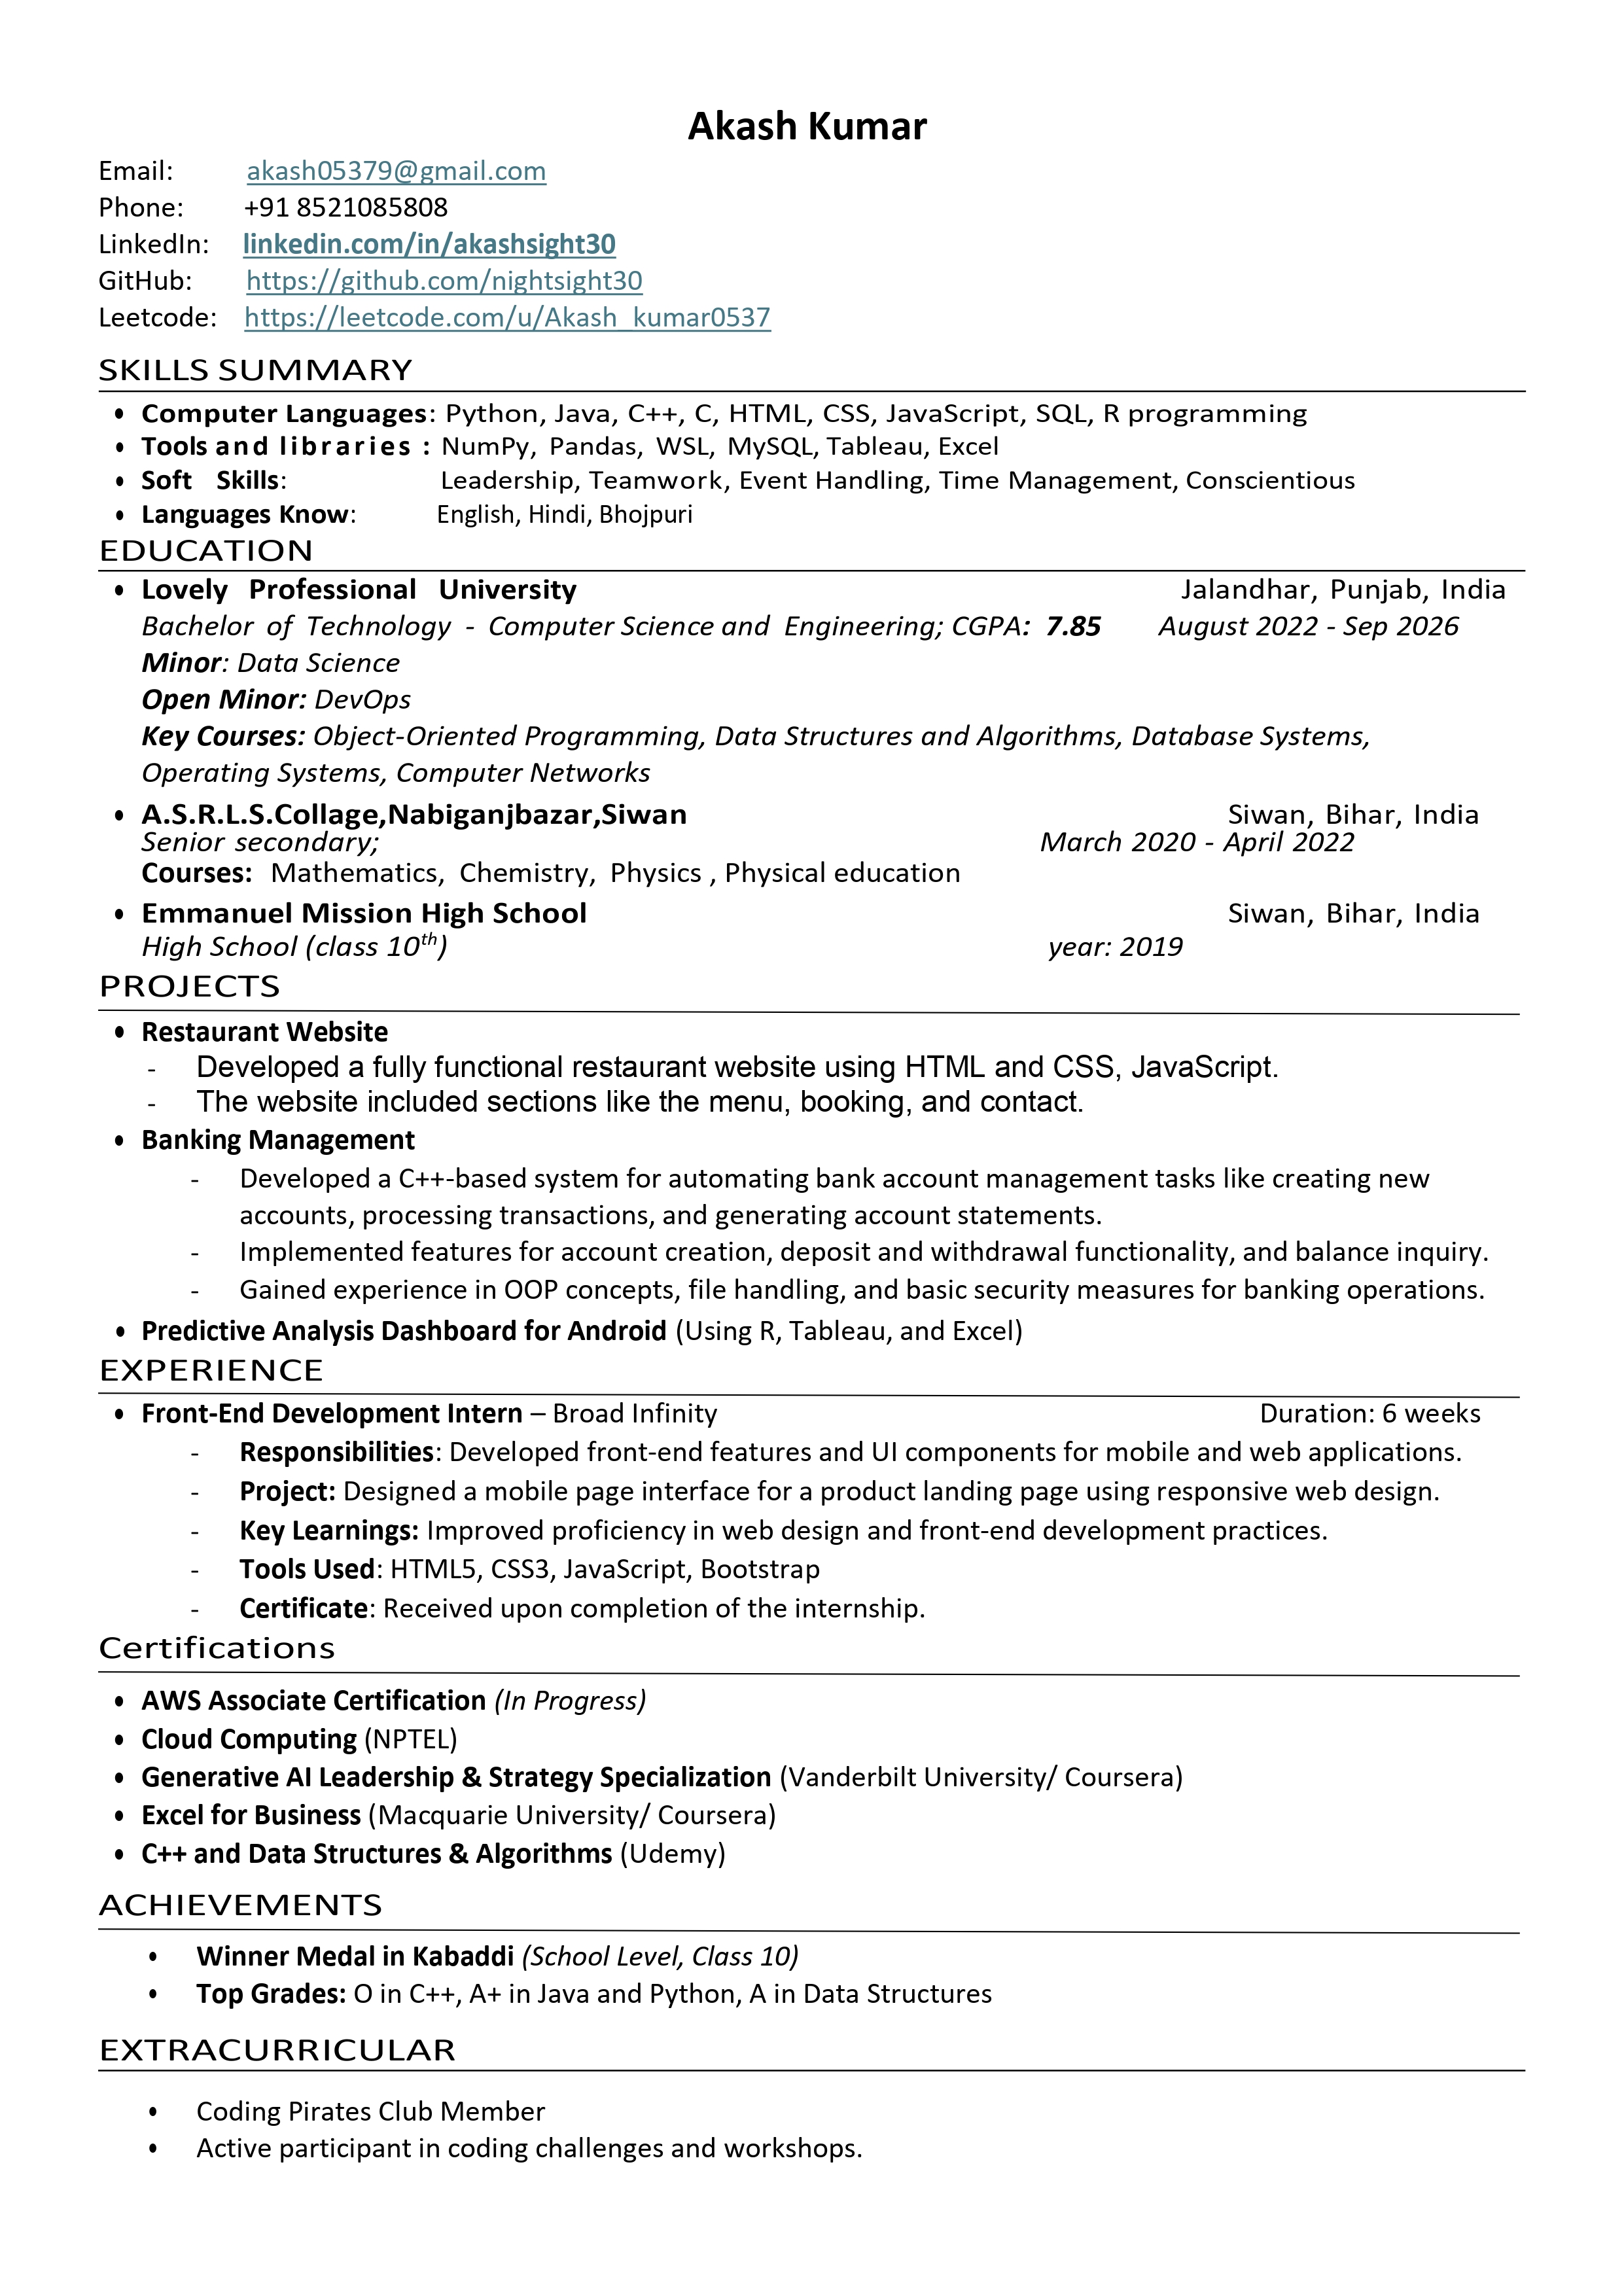 Akash Kumar
Email: akash05379@gmail.com
Phone: +91 8521085808
LinkedIn: linkedin.com/in/akashsight30
GitHub: https://github.com/nightsight30
Leetcode: https://leetcode.com/u/Akash_kumar0537
SKILLS SUMMARY
• Computer Languages: Python, Java, C++, C, HTML, CSS, JavaScript, SQL, R programming
• Tools and libraries : NumPy, Pandas, WSL, MySQL, Tableau, Excel
• Soft Skills: Leadership, Teamwork, Event Handling, Time Management, Conscientious
• Languages Know: English, Hindi, Bhojpuri
EDUCATION
• Lovely Professional University Jalandhar, Punjab, India
Bachelor of Technology - Computer Science and Engineering; CGPA: 7.85 August 2022 - Sep 2026
Minor: Data Science
Open Minor: DevOps
Key Courses: Object-Oriented Programming, Data Structures and Algorithms, Database Systems,
Operating Systems, Computer Networks
• A.S.R.L.S.Collage,Nabiganjbazar,Siwan Siwan, Bihar, India
Senior secondary; March 2020 - April 2022
Courses: Mathematics, Chemistry, Physics , Physical education
• Emmanuel Mission High School Siwan, Bihar, India
High School (class 10th) year: 2019
PROJECTS
• Restaurant Website
- Developed a fully functional restaurant website using HTML and CSS, JavaScript.
- The website included sections like the menu, booking, and contact.
• Banking Management
- Developed a C++-based system for automating bank account management tasks like creating new
accounts, processing transactions, and generating account statements.
- Implemented features for account creation, deposit and withdrawal functionality, and balance inquiry.
- Gained experience in OOP concepts, file handling, and basic security measures for banking operations.
• Predictive Analysis Dashboard for Android (Using R, Tableau, and Excel)
EXPERIENCE
• Front-End Development Intern – Broad Infinity Duration: 6 weeks
- Responsibilities: Developed front-end features and UI components for mobile and web applications.
- Project: Designed a mobile page interface for a product landing page using responsive web design.
- Key Learnings: Improved proficiency in web design and front-end development practices.
- Tools Used: HTML5, CSS3, JavaScript, Bootstrap
- Certificate: Received upon completion of the internship.
Certifications
• AWS Associate Certification (In Progress)
• Cloud Computing (NPTEL)
• Generative AI Leadership & Strategy Specialization (Vanderbilt University/ Coursera)
• Excel for Business (Macquarie University/ Coursera)
• C++ and Data Structures & Algorithms (Udemy)
ACHIEVEMENTS
• Winner Medal in Kabaddi (School Level, Class 10)
• Top Grades: O in C++, A+ in Java and Python, A in Data Structures
EXTRACURRICULAR
• Coding Pirates Club Member
• Active participant in coding challenges and workshops.